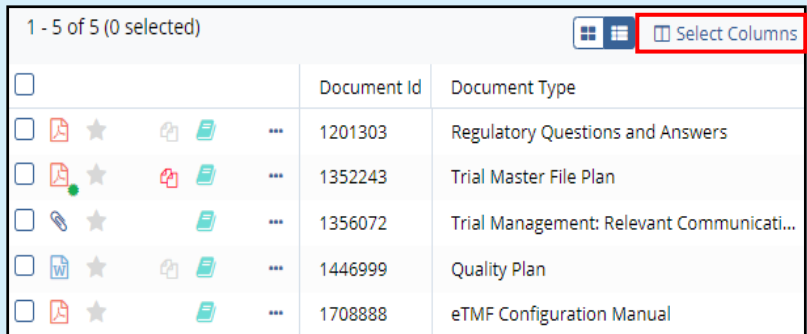 1 - 5 of 5 (0 selected) Select Columns
Document Id Document Type
1201303 Regulatory Questions and Answers
1352243 Trial Master File Plan
1356072 Trial Management: Relevant Communicati...
1446999 Quality Plan
1708888 eTMF Configuration Manual